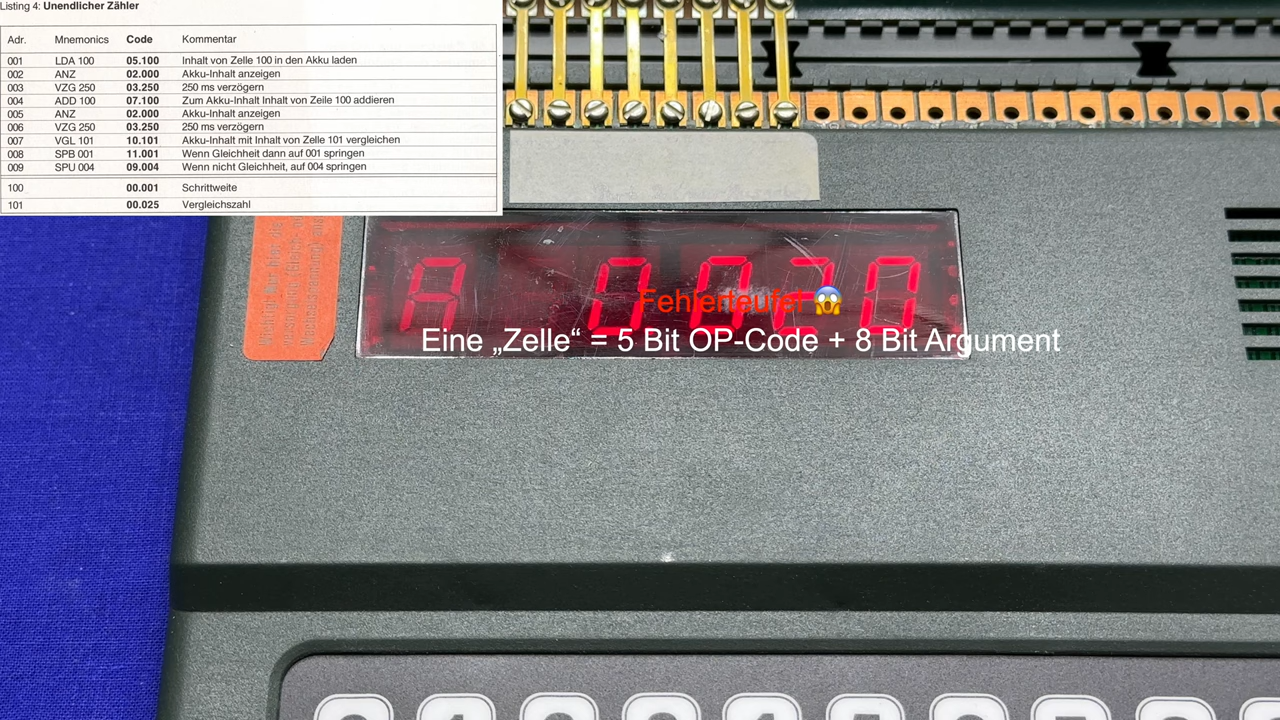 Listing 4: Unendlicher Zähler
Adr. Mnemonics Code Kommentar
001 LDA 100 05.100 Inhalt von Zelle 100 in den Akku laden
002 ANZ 02.000 Akku-Inhalt anzeigen
003 VZG 250 03.250 250 ms verzögern
004 ADD 100 07.100 Zum Akku-Inhalt Inhalt von Zeile 100 addieren
005 ANZ 02.000 Akku-Inhalt anzeigen
006 VZG 250 03.250 250 ms verzögern
007 VGL 101 10.101 Akku-Inhalt mit Inhalt von Zelle 101 vergleichen
008 SPB 001 11.001 Wenn Gleichheit dann auf 001 springen
009 SPU 004 09.004 Wenn nicht Gleichheit, auf 004 springen
100 00.001 Schrittweite
101 00.025 Vergleichszahl
A 0020
Fehlerteufel 😱
Eine „Zelle“ = 5 Bit OP-Code + 8 Bit Argument